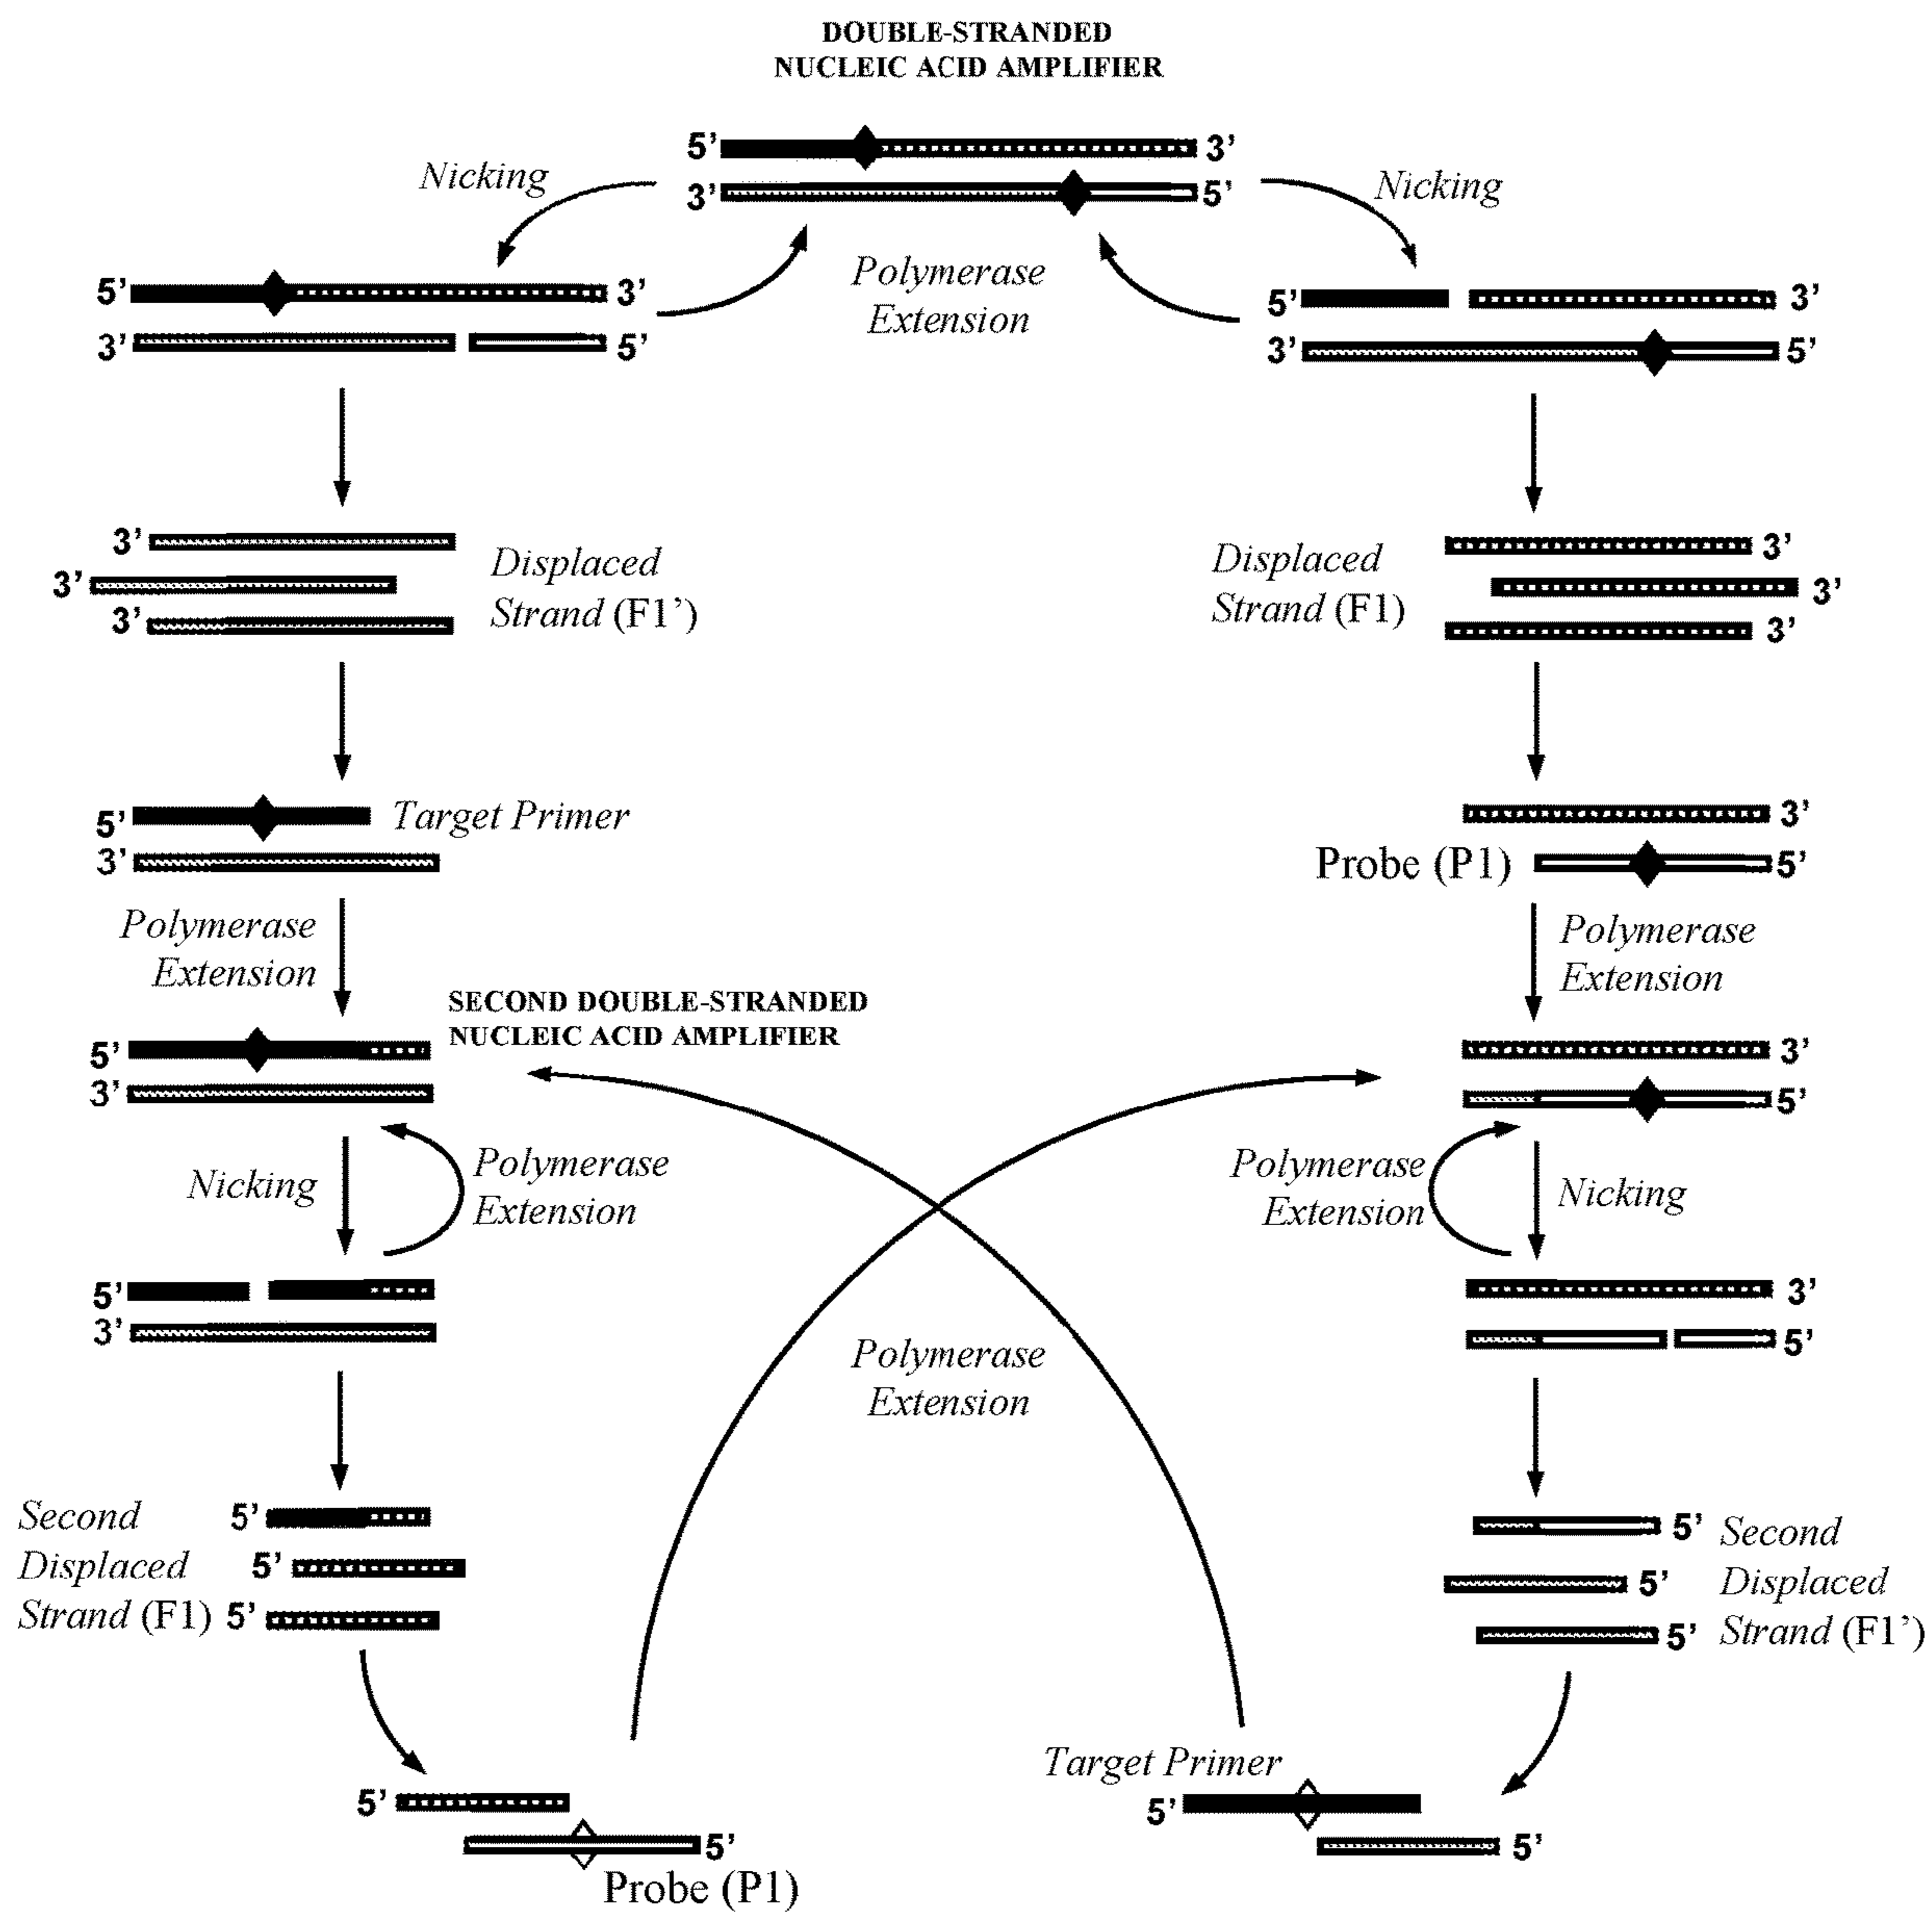 DOUBLE-STRANDED
NUCLEIC ACID AMPLIFIER
5’ 3’
3’ 5’
Nicking
Nicking
Polymerase
Extension
5’ 3’
3’ 5’
5’ 3’
3’ 5’
3’
3’
3’
Displaced
Strand (F1’)
Displaced
Strand (F1)
3’
3’
3’
5’ Target Primer
3’
3’
Probe (P1) 5’
Polymerase
Extension
Polymerase
Extension
SECOND DOUBLE-STRANDED
NUCLEIC ACID AMPLIFIER
5’
3’
3’
5’
Nicking
Polymerase
Extension
Polymerase
Extension
Nicking
5’
3’
3’
5’
Polymerase
Extension
Second
Displaced
Strand (F1)
5’
5’
5’
5’
5’
5’
Second
Displaced
Strand (F1’)
5’
5’
Probe (P1)
Target Primer
5’
5’